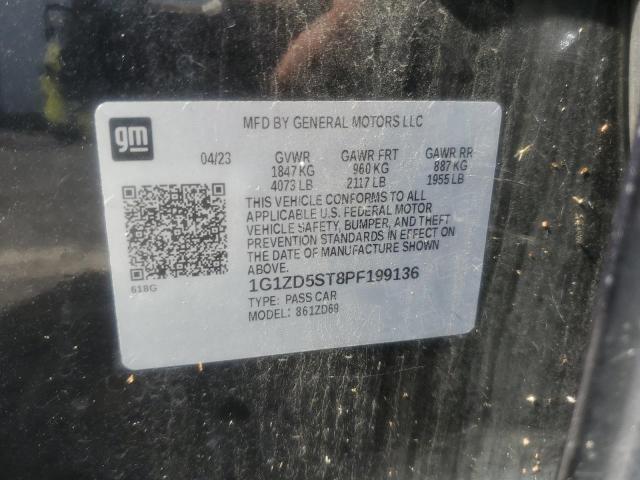 gm
MFD BY GENERAL MOTORS LLC
04/23 GVWR GAWR FRT GAWR RR
1847 KG 960 KG 887 KG
4073 LB 2117 LB 1955 LB
THIS VEHICLE CONFORMS TO ALL
APPLICABLE U.S. FEDERAL MOTOR
VEHICLE SAFETY, BUMPER, AND THEFT
PREVENTION STANDARDS IN EFFECT ON
THE DATE OF MANUFACTURE SHOWN
ABOVE.
618G
1G1ZD5ST8PF199136
TYPE: PASS CAR
MODEL: 861ZD69